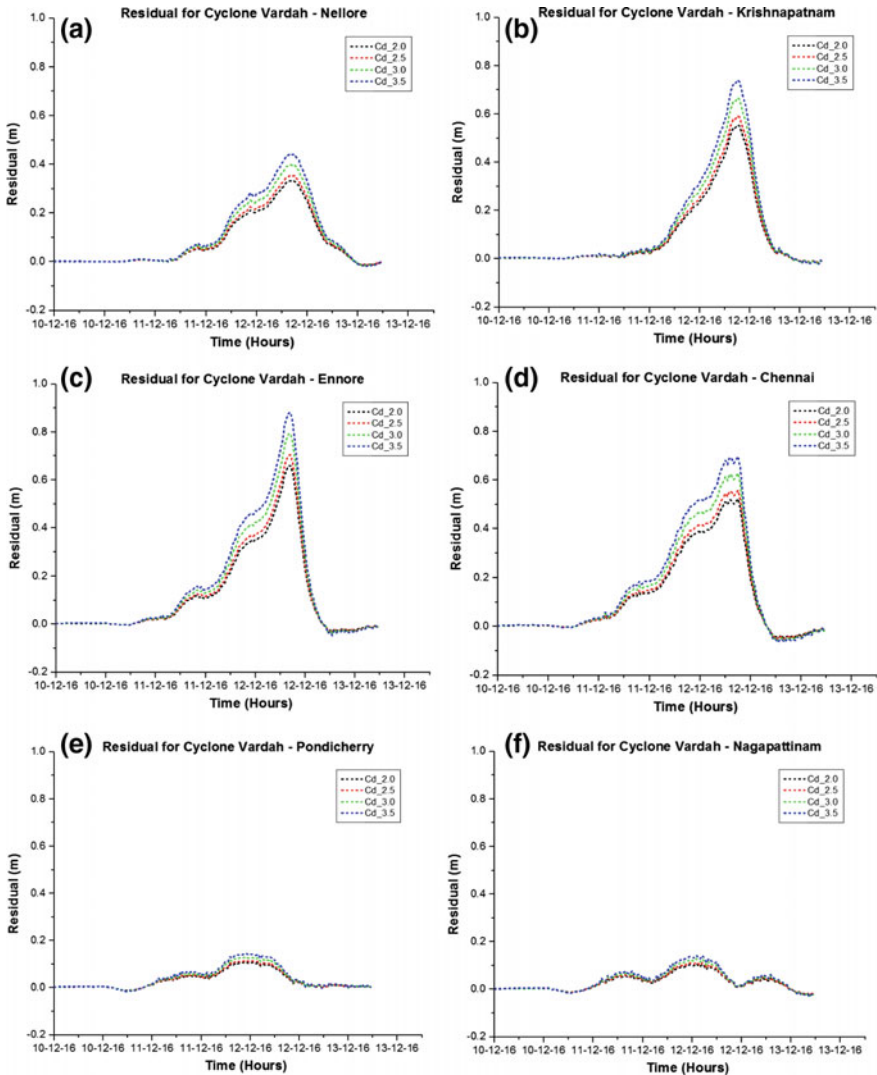 (a)
Residual for Cyclone Vardah - Nellore
Cd_2.0
Cd_2.5
Cd_3.0
Cd_3.5
Residual (m)
1.0
0.8
0.6
0.4
0.2
0.0
-0.2
10-12-16 10-12-16 11-12-16 11-12-16 12-12-16 12-12-16 13-12-16 13-12-16
Time (Hours)
(b)
Residual for Cyclone Vardah - Krishnapatnam
Cd_2.0
Cd_2.5
Cd_3.0
Cd_3.5
Residual (m)
1.0
0.8
0.6
0.4
0.2
0.0
-0.2
10-12-16 10-12-16 11-12-16 11-12-16 12-12-16 12-12-16 13-12-16 13-12-16
Time (Hours)
(c)
Residual for Cyclone Vardah - Ennore
Cd_2.0
Cd_2.5
Cd_3.0
Cd_3.5
Residual (m)
1.0
0.8
0.6
0.4
0.2
0.0
-0.2
10-12-16 10-12-16 11-12-16 11-12-16 12-12-16 12-12-16 13-12-16 13-12-16
Time (Hours)
(d)
Residual for Cyclone Vardah - Chennai
Cd_2.0
Cd_2.5
Cd_3.0
Cd_3.5
Residual (m)
1.0
0.8
0.6
0.4
0.2
0.0
-0.2
10-12-16 10-12-16 11-12-16 11-12-16 12-12-16 12-12-16 13-12-16 13-12-16
Time (Hours)
(e)
Residual for Cyclone Vardah - Pondicherry
Cd_2.0
Cd_2.5
Cd_3.0
Cd_3.5
Residual (m)
1.0
0.8
0.6
0.4
0.2
0.0
-0.2
10-12-16 10-12-16 11-12-16 11-12-16 12-12-16 12-12-16 13-12-16 13-12-16
Time (Hours)
(f)
Residual for Cyclone Vardah - Nagapattinam
Cd_2.0
Cd_2.5
Cd_3.0
Cd_3.5
Residual (m)
1.0
0.8
0.6
0.4
0.2
0.0
-0.2
10-12-16 10-12-16 11-12-16 11-12-16 12-12-16 12-12-16 13-12-16 13-12-16
Time (Hours)